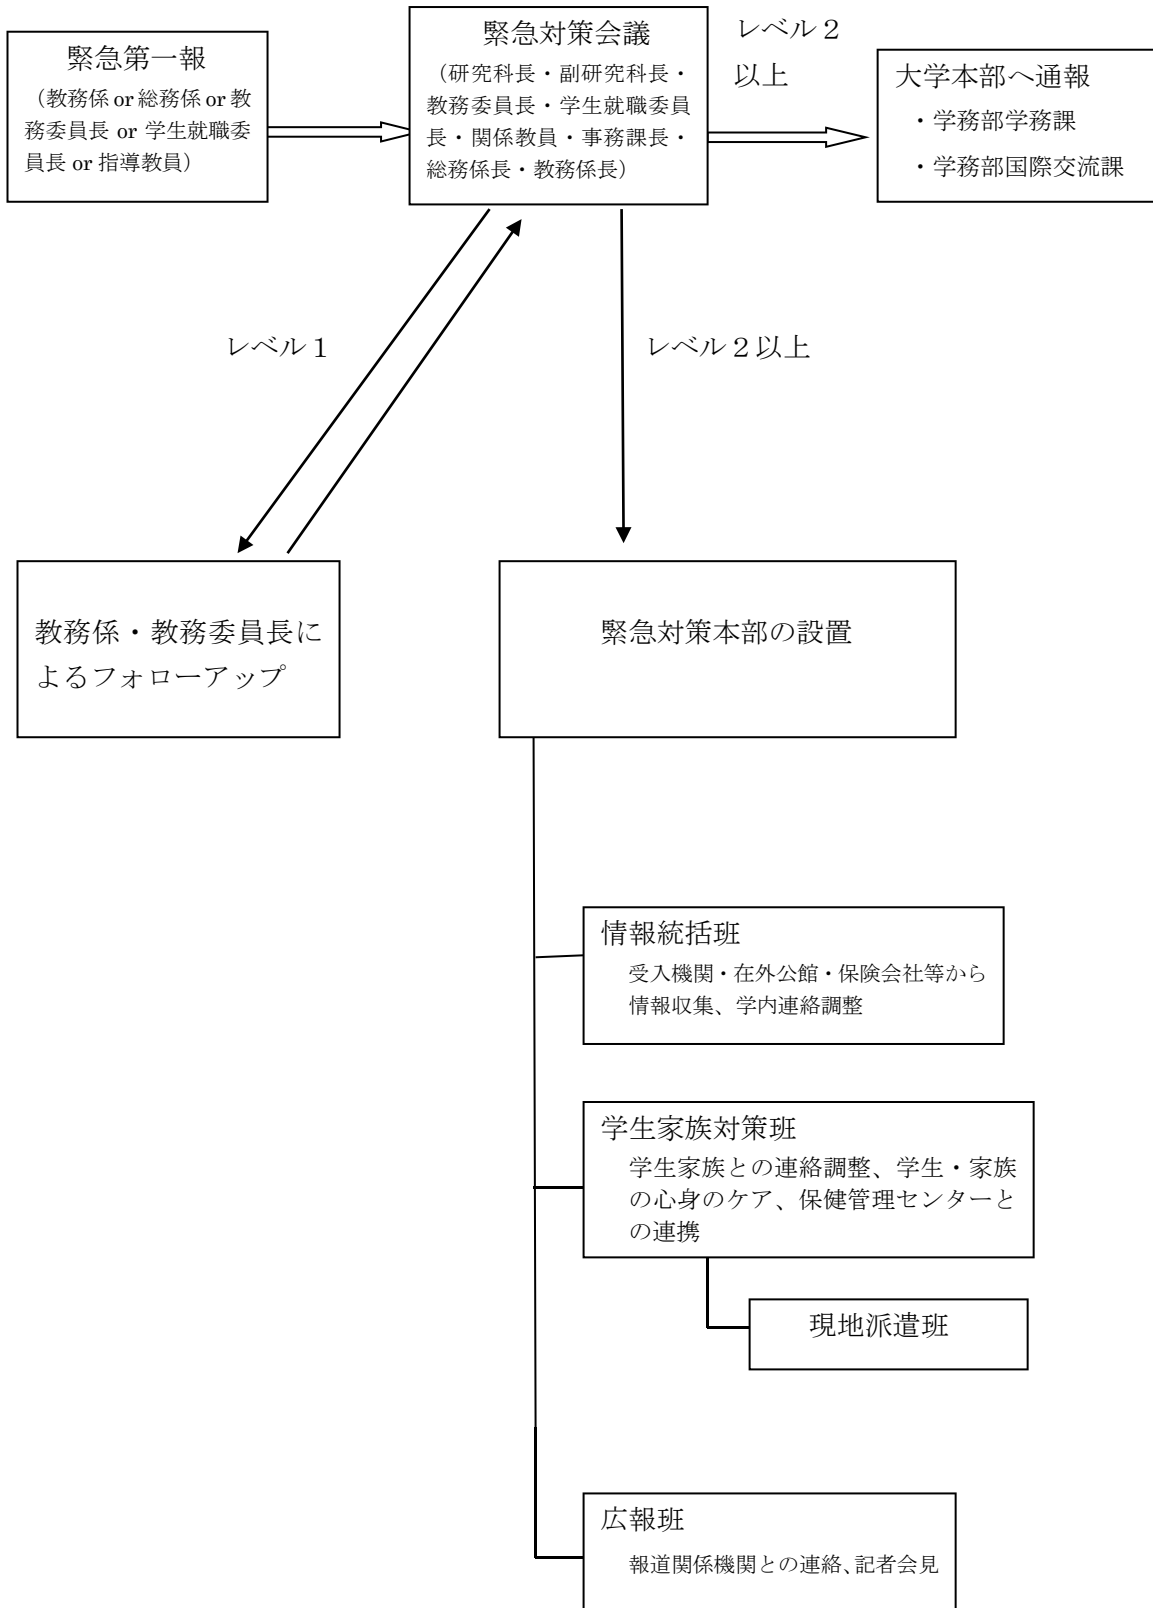 緊急第一報
（教務係 or 総務係 or 教
務委員長 or 学生就職委
員長 or 指導教員）
緊急対策会議
（研究科長・副研究科長・
教務委員長・学生就職委員
長・関係教員・事務課長・
総務係長・教務係長）
レベル２
以上
大学本部へ通報
・学務部学務課
・学務部国際交流課
レベル１
レベル２以上
教務係・教務委員長に
よるフォローアップ
緊急対策本部の設置
情報統括班
受入機関・在外公館・保険会社等から
情報収集、学内連絡調整
学生家族対策班
学生家族との連絡調整、学生・家族
の心身のケア、保健管理センターと
の連携
現地派遣班
広報班
報道関係機関との連絡、記者会見